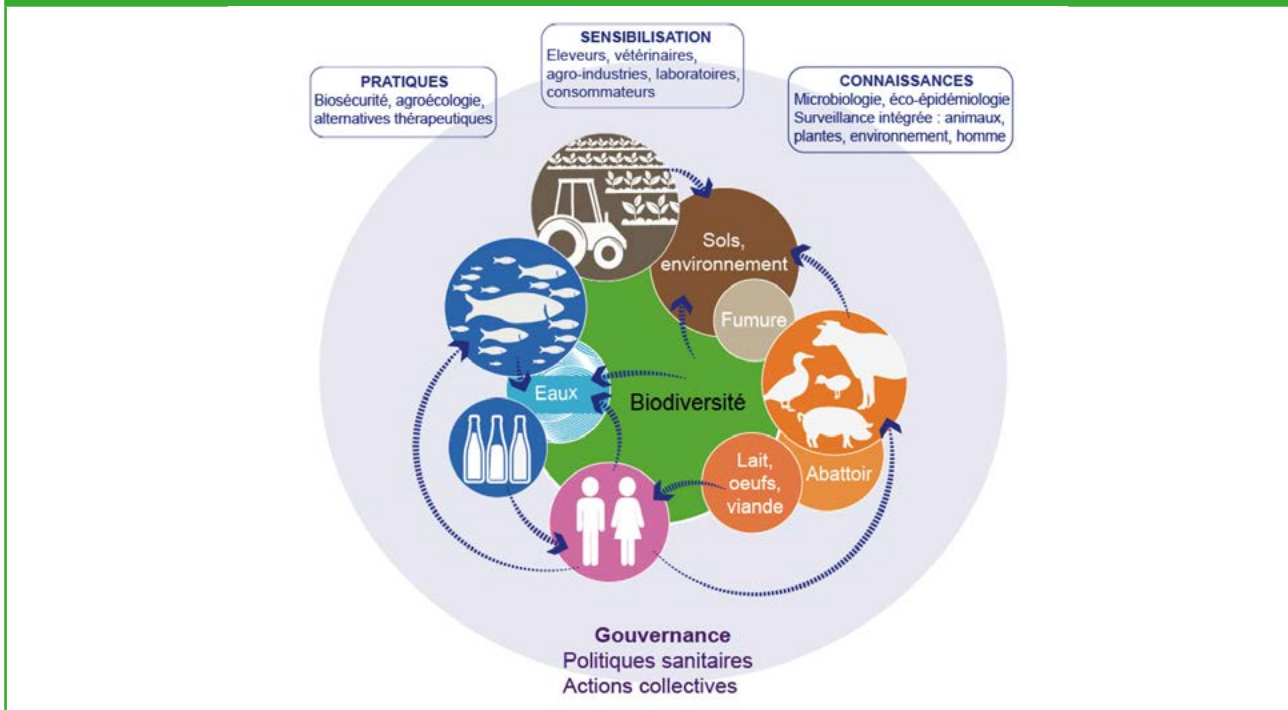 SENSIBILISATION
Eleveurs, vétérinaires,
agro-industries, laboratoires,
consommateurs
PRATIQUES
Biosécurité, agroécologie,
alternatives thérapeutiques
CONNAISSANCES
Microbiologie, éco-épidémiologie
Surveillance intégrée : animaux,
plantes, environnement, homme
Sols,
environnement
Fumure
Eaux
Biodiversité
Lait,
oeufs,
viande
Abattoir
Gouvernance
Politiques sanitaires
Actions collectives